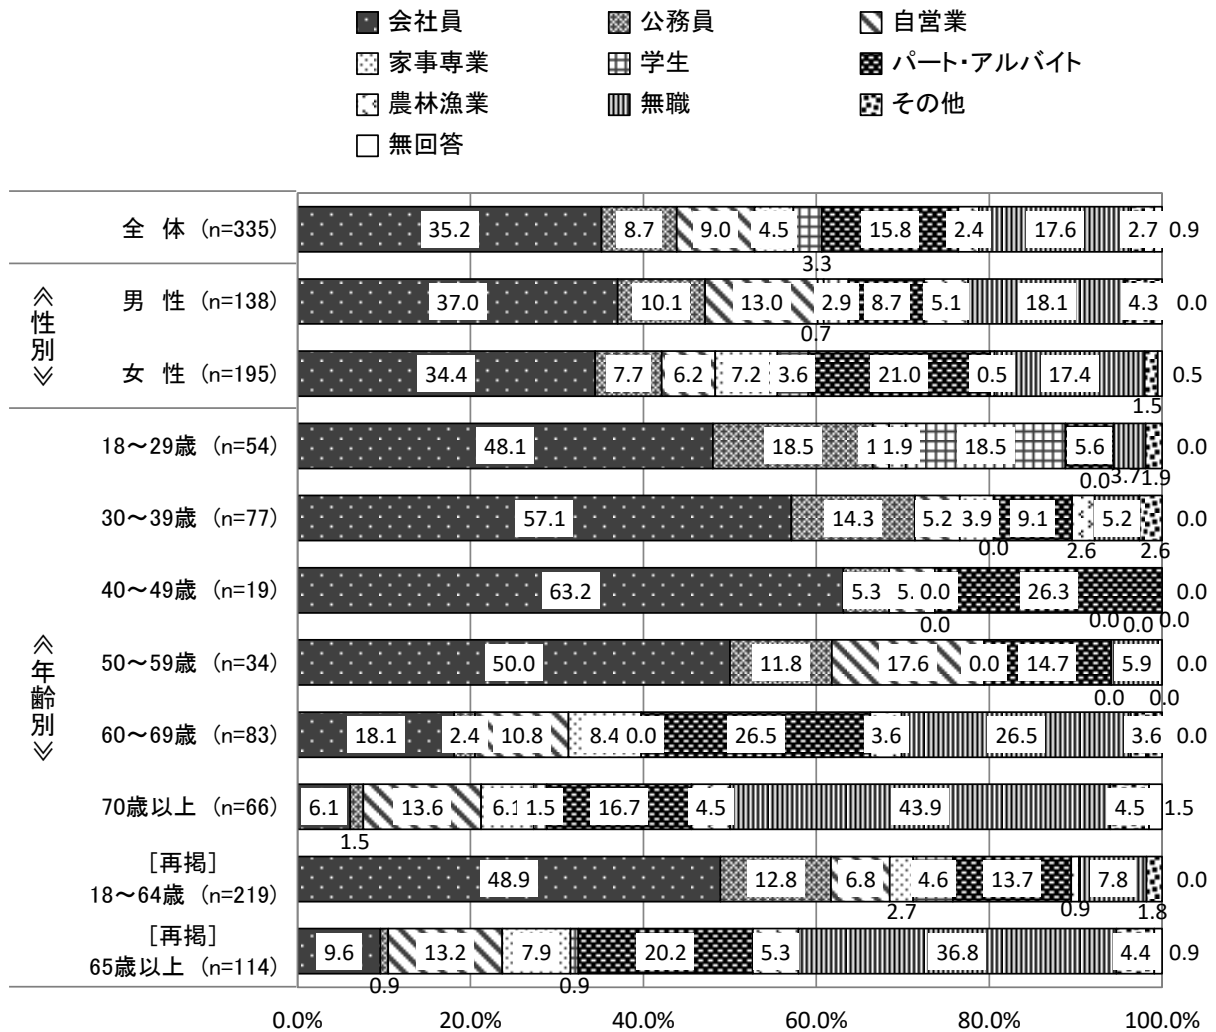 会社員 公務員 自営業
家事専業 学生 パート・アルバイト
農林漁業 無職 その他
無回答
全 体 (n=335) 35.2 8.7 9.0 4.5 15.8 2.4 17.6 2.7 0.9
3.3
≪性別≫
男 性 (n=138) 37.0 10.1 13.0 2.9 8.7 5.1 18.1 4.3 0.0
0.7
女 性 (n=195) 34.4 7.7 6.2 7.2 3.6 21.0 0.5 17.4 0.5
1.5
≪年齢別≫
18~29歳 (n=54) 48.1 18.5 1 1.9 18.5 5.6 0.0
0.0 3.7 1.9
30~39歳 (n=77) 57.1 14.3 5.2 3.9 9.1 5.2 0.0
0.0 2.6 2.6
40~49歳 (n=19) 63.2 5.3 5. 0.0 26.3 0.0
0.0 0.0 0.0 0.0
50~59歳 (n=34) 50.0 11.8 17.6 0.0 14.7 5.9 0.0
0.0 0.0
60~69歳 (n=83) 18.1 2.4 10.8 8.4 0.0 26.5 3.6 26.5 3.6 0.0
70歳以上 (n=66) 6.1 13.6 6.1 1.5 16.7 4.5 43.9 4.5 1.5
1.5
[再掲]
18~64歳 (n=219) 48.9 12.8 6.8 4.6 13.7 7.8 0.0
2.7 0.9 1.8
[再掲]
65歳以上 (n=114) 9.6 13.2 7.9 20.2 5.3 36.8 4.4 0.9
0.9 0.9
0.0% 20.0% 40.0% 60.0% 80.0% 100.0%